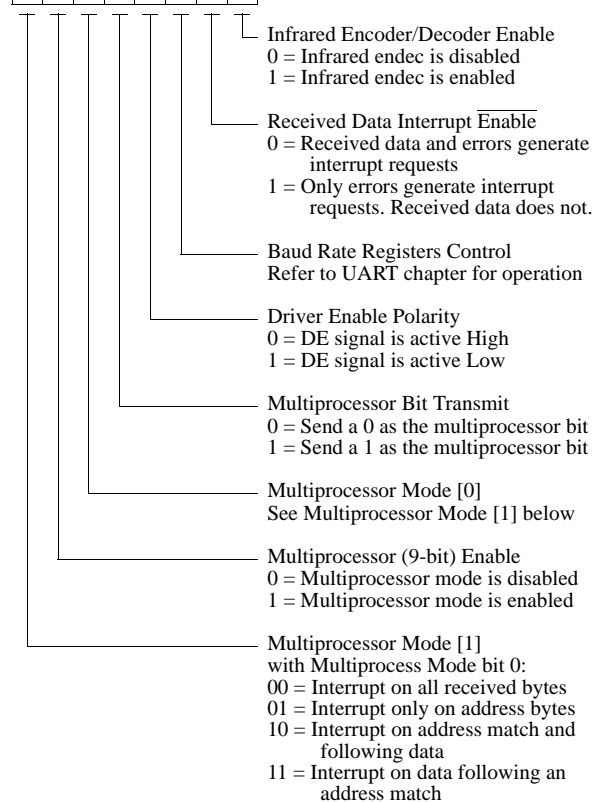 Infrared Encoder/Decoder Enable
0 = Infrared endec is disabled
1 = Infrared endec is enabled
Received Data Interrupt Enable
0 = Received data and errors generate
interrupt requests
1 = Only errors generate interrupt
requests. Received data does not.
Baud Rate Registers Control
Refer to UART chapter for operation
Driver Enable Polarity
0 = DE signal is active High
1 = DE signal is active Low
Multiprocessor Bit Transmit
0 = Send a 0 as the multiprocessor bit
1 = Send a 1 as the multiprocessor bit
Multiprocessor Mode [0]
See Multiprocessor Mode [1] below
Multiprocessor (9-bit) Enable
0 = Multiprocessor mode is disabled
1 = Multiprocessor mode is enabled
Multiprocessor Mode [1]
with Multiprocess Mode bit 0:
00 = Interrupt on all received bytes
01 = Interrupt only on address bytes
10 = Interrupt on address match and
following data
11 = Interrupt on data following an
address match